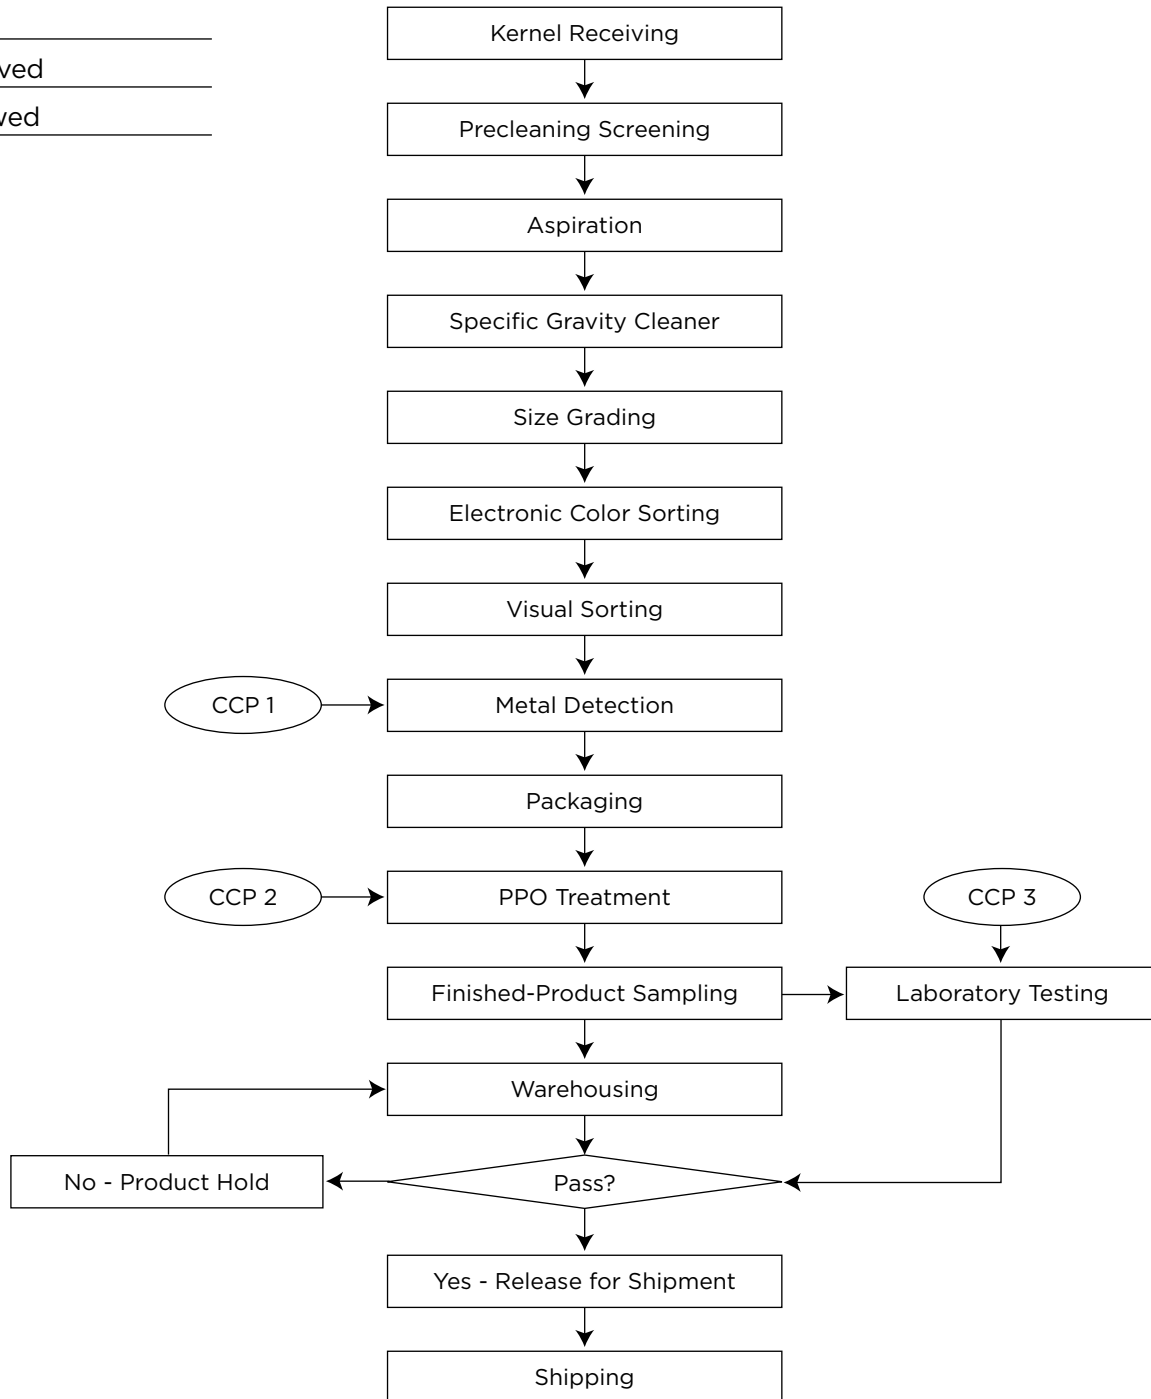 Kernel Receiving
Precleaning Screening
Aspiration
Specific Gravity Cleaner
Size Grading
Electronic Color Sorting
Visual Sorting
CCP 1
Metal Detection
Packaging
CCP 2
PPO Treatment
CCP 3
Finished-Product Sampling
Laboratory Testing
Warehousing
No - Product Hold
Pass?
Yes - Release for Shipment
Shipping